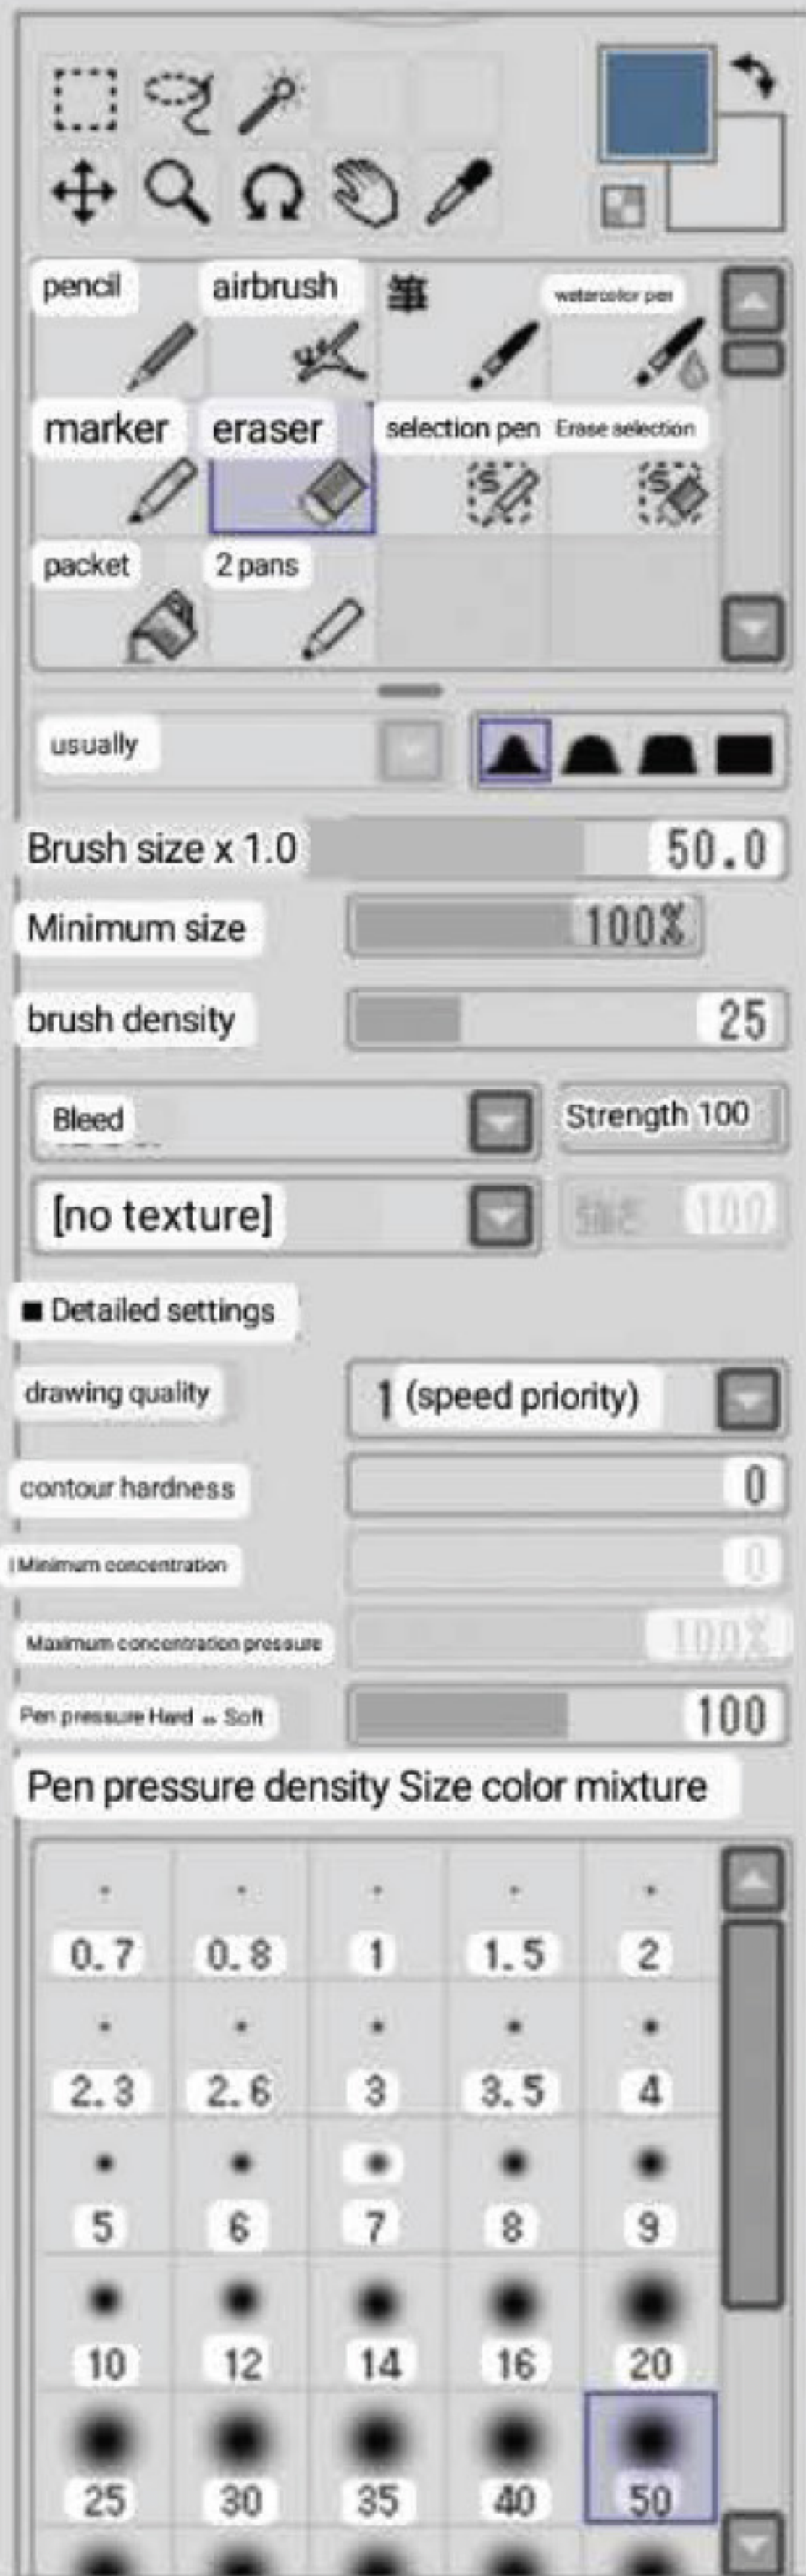 pencil airbrush 筆 watercolor pen
marker eraser selection pen Erase selection
packet 2 pans
usually
Brush size x 1.0 50.0
Minimum size 100%
brush density 25
Bleed Strength 100
[no texture] 100
■ Detailed settings
drawing quality 1 (speed priority)
contour hardness 0
Minimum concentration 0
Maximum concentration pressure 100%
Pen pressure Hard ↔ Soft 100
Pen pressure density Size color mixture
0.7 0.8 1 1.5 2
2.3 2.6 3 3.5 4
5 6 7 8 9
10 12 14 16 20
25 30 35 40 50